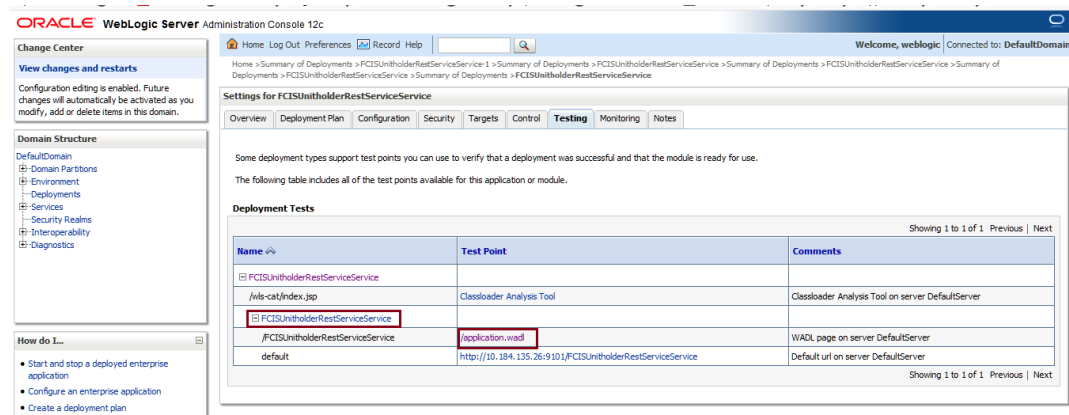 ORACLE WebLogic Server Administration Console 12c
Change Center
View changes and restarts
Configuration editing is enabled. Future
changes will automatically be activated as you
modify, add or delete items in this domain.
Domain Structure
DefaultDomain
Domain Partitions
Environment
Deployments
Services
Security Realms
Interoperability
Diagnostics
How do I...
Start and stop a deployed enterprise
application
Configure an enterprise application
Create a deployment plan
Home Log Out Preferences Record Help
Welcome, weblogic Connected to: DefaultDomain
Home >Summary of Deployments >FCISUnitholderRestServiceService-1 >Summary of Deployments >FCISUnitholderRestServiceService >Summary of Deployments >FCISUnitholderRestServiceService >Summary of
Deployments >FCISUnitholderRestServiceService >Summary of Deployments >FCISUnitholderRestServiceService
Settings for FCISUnitholderRestServiceService
Overview Deployment Plan Configuration Security Targets Control Testing Monitoring Notes
Some deployment types support test points you can use to verify that a deployment was successful and that the module is ready for use.
The following table includes all of the test points available for this application or module.
Deployment Tests
Showing 1 to 1 of 1 Previous | Next
Name Test Point Comments
FCISUnitholderRestServiceService
/wls-cat/index.jsp Classloader Analysis Tool Classloader Analysis Tool on server DefaultServer
FCISUnitholderRestServiceService
/FCISUnitholderRestServiceService /application.wadl WADL page on server DefaultServer
default http://10.184.135.26:9101/FCISUnitholderRestServiceService Default url on server DefaultServer
Showing 1 to 1 of 1 Previous | Next